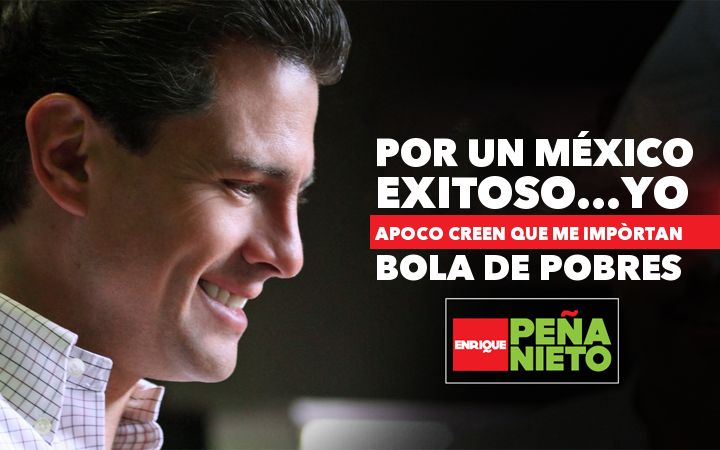 POR UN MÉXICO
EXITOSO...YO
APOCO CREEN QUE ME IMPÒRTAN
BOLA DE POBRES
ENRIQUE
PEÑA
NIETO